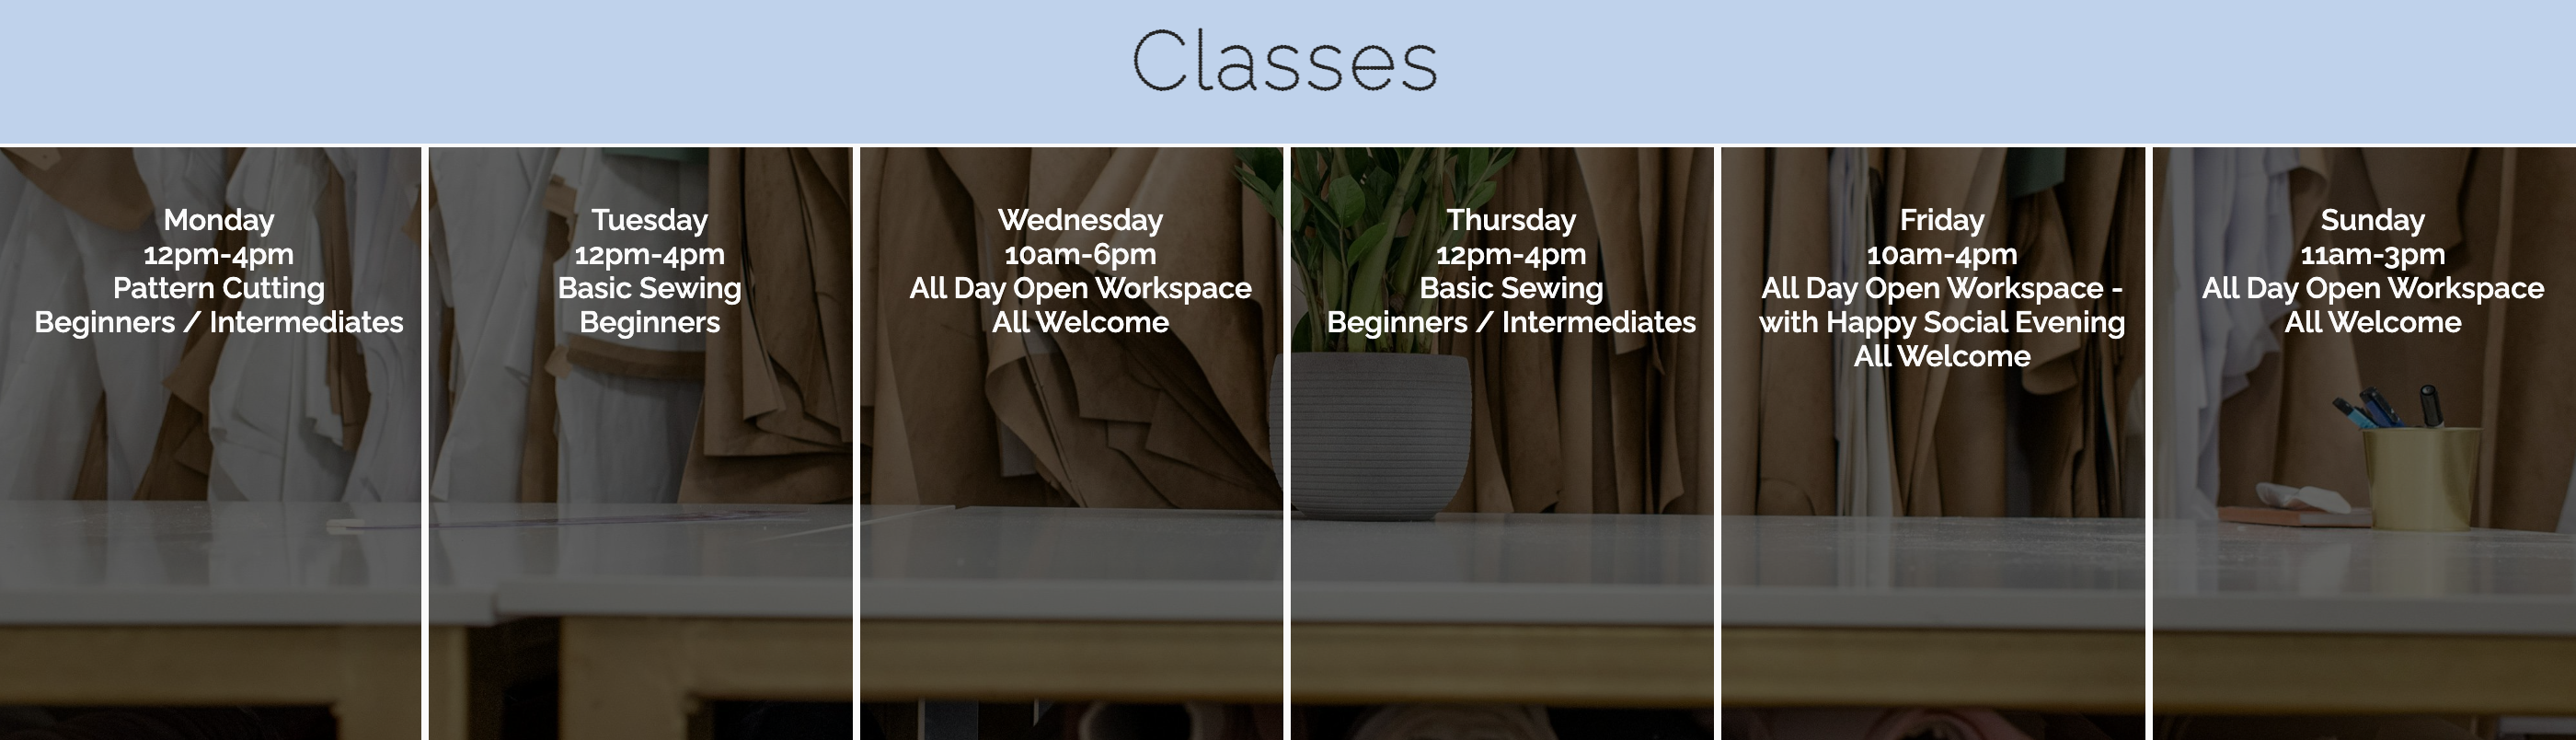 Classes
Monday
12pm-4pm
Pattern Cutting
Beginners / Intermediates
Tuesday
12pm-4pm
Basic Sewing
Beginners
Wednesday
10am-6pm
All Day Open Workspace
All Welcome
Thursday
12pm-4pm
Basic Sewing
Beginners / Intermediates
Friday
10am-4pm
All Day Open Workspace -
with Happy Social Evening
All Welcome
Sunday
11am-3pm
All Day Open Workspace
All Welcome